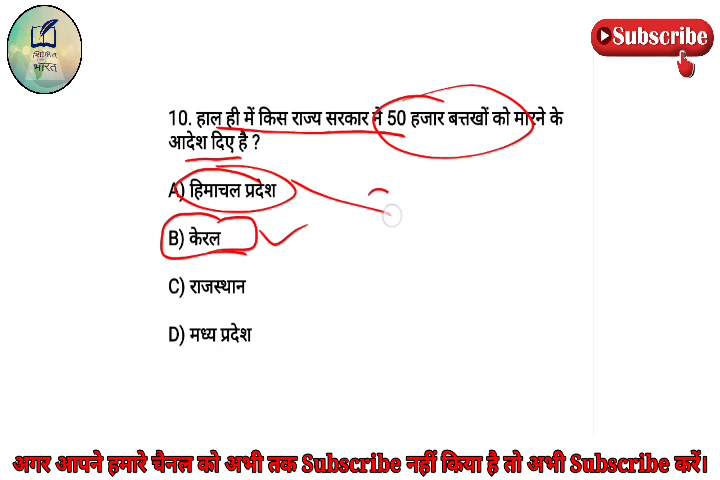 शिक्षित
भारत
Subscribe
10. हाल ही में किस राज्य सरकार ने 50 हजार बत्तखों को मारने के
आदेश दिए है ?
A) हिमाचल प्रदेश
B) केरल
C) राजस्थान
D) मध्य प्रदेश
अगर आपने हमारे चैनल को अभी तक Subscribe नहीं किया है तो अभी Subscribe करें।